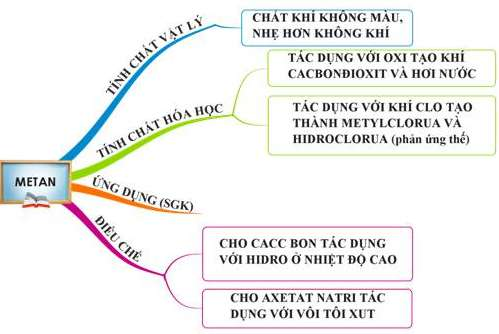 METAN
TÍNH CHẤT VẬT LÝ
CHẤT KHÍ KHÔNG MÀU,
NHẸ HƠN KHÔNG KHÍ
TÍNH CHẤT HÓA HỌC
TÁC DỤNG VỚI OXI TẠO KHÍ
CACBONĐIOXIT VÀ HƠI NƯỚC
TÁC DỤNG VỚI KHÍ CLO TẠO
THÀNH METYLCLORUA VÀ
HIDROCLORUA (phản ứng thế)
ỨNG DỤNG (SGK)
ĐIỀU CHẾ
CHO CACC BON TÁC DỤNG
VỚI HIDRO Ở NHIỆT ĐỘ CAO
CHO AXETAT NATRI TÁC
DỤNG VỚI VÔI TÔI XUT